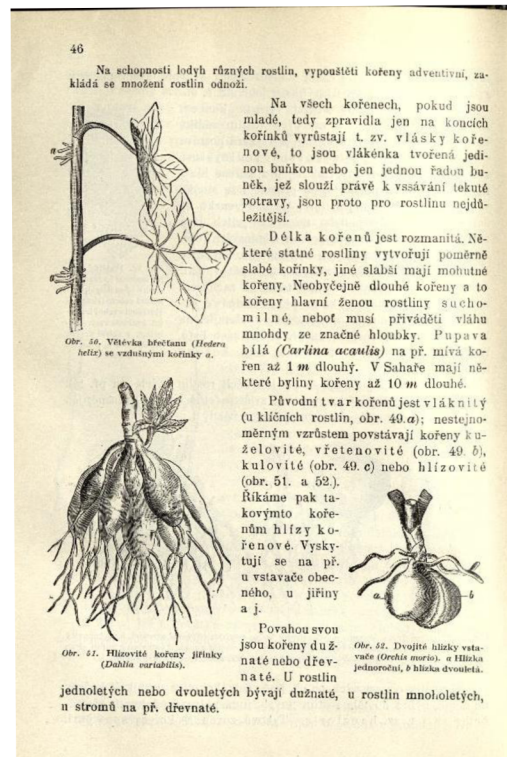 46
Na schopnosti lodyh různých rostlin, vypouštěti kořeny adventivní, za-
kládá se množení rostlin odnoží.
Na všech kořenech, pokud jsou
mladé, tedy zpravidla jen na koncích
kořínků vyrůstají t. zv. vlásky koře-
nové, to jsou vlákénka tvořená jedi-
nou buňkou nebo jen jednou řadou bu-
něk, jež slouží právě k vssávání tekuté
potravy, jsou proto pro rostlinu nejdů-
ležitější.
Délka kořenů jest rozmanitá. Ně-
které statné rostliny vytvořují poměrně
slabé kořínky, jiné slabší mají mohutné
kořeny. Neobyčejně dlouhé kořeny a to
kořeny hlavní ženou rostliny sucho-
milné, neboť musí přiváděti vláhu
mnohdy ze značné hloubky. Pupava
bílá (Carlina acaulis) na př. mívá ko-
řen až 1 m dlouhý. V Sahaře mají ně-
které byliny kořeny až 10 m dlouhé.
a
Obr. 50. Větévka břečťanu (Hedera
helix) se vzdušnými kořínky a.
Původní tvar kořenů jest vláknitý
(u klíčních rostlin, obr. 49. a); nestejno-
měrným vzrůstem povstávají kořeny ku-
želovité, vřetenovité (obr. 49. b),
kulovité (obr. 49. c) nebo hlízovité
(obr. 51. a 52.).
Říkáme pak ta-
kovýmto koře-
nům hlízy ko-
řenové. Vysky-
tují se na př.
u vstavače obec-
ného, u jiřiny
a j.
Povahou svou
jsou kořeny duž-
naté nebo dřev-
naté. U rostlin
a
b
Obr. 51. Hlízovité kořeny jiřinky
(Dahlia variabilis).
Obr. 52. Dvojité hlízky vsta-
vače (Orchis morio). a Hlízka
jednoroční, b hlízka dvouletá.
jednoletých nebo dvouletých bývají dužnaté, u rostlin mnoholetých,
u stromů na př. dřevnaté.